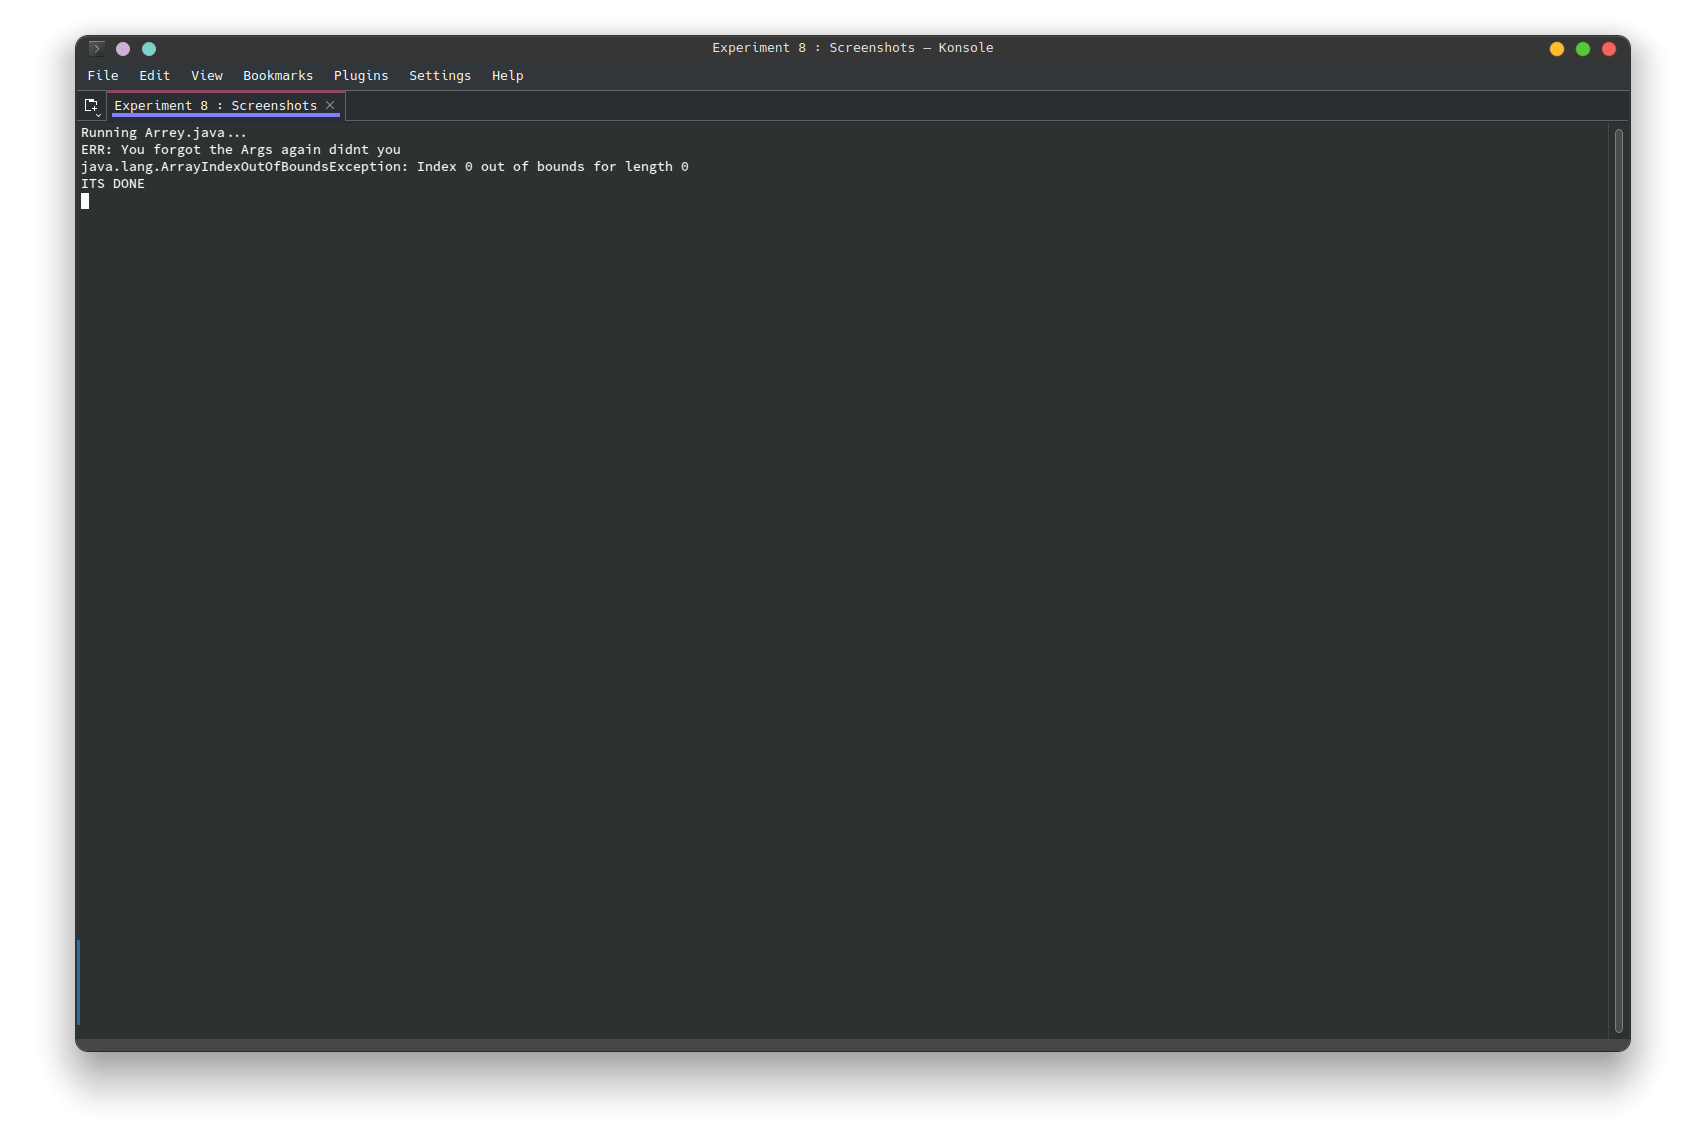 Experiment 8 : Screenshots — Konsole
File Edit View Bookmarks Plugins Settings Help
Experiment 8 : Screenshots
Running Arrey.java...
ERR: You forgot the Args again didnt you
java.lang.ArrayIndexOutOfBoundsException: Index 0 out of bounds for length 0
ITS DONE